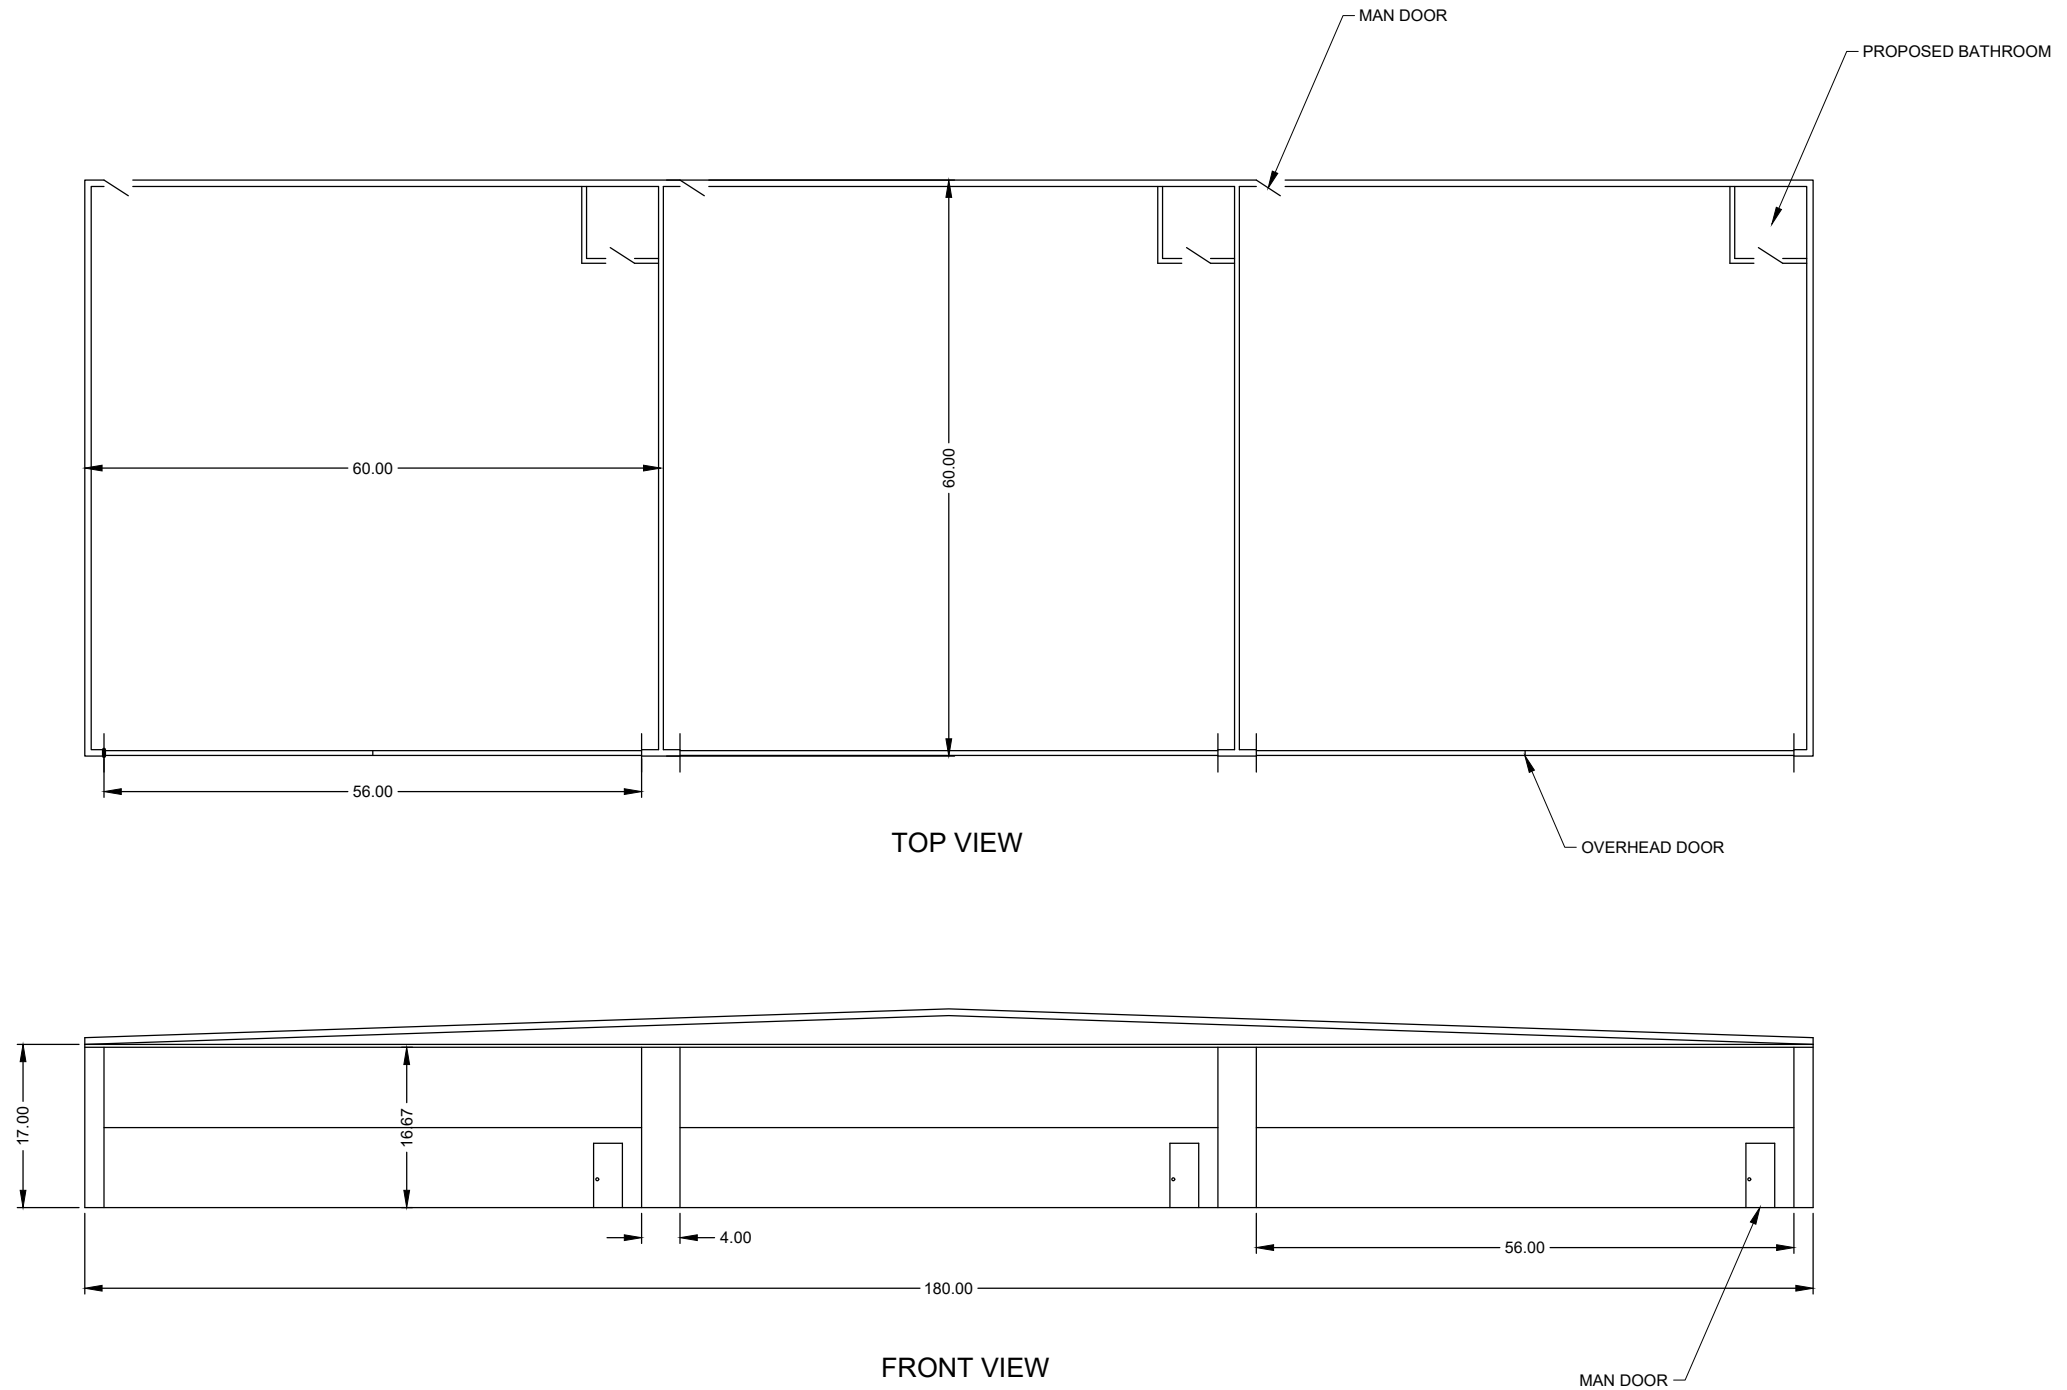 MAN DOOR
PROPOSED BATHROOM
60.00
60.00
56.00
TOP VIEW
OVERHEAD DOOR
17.00
16.67
4.00
56.00
180.00
FRONT VIEW
MAN DOOR